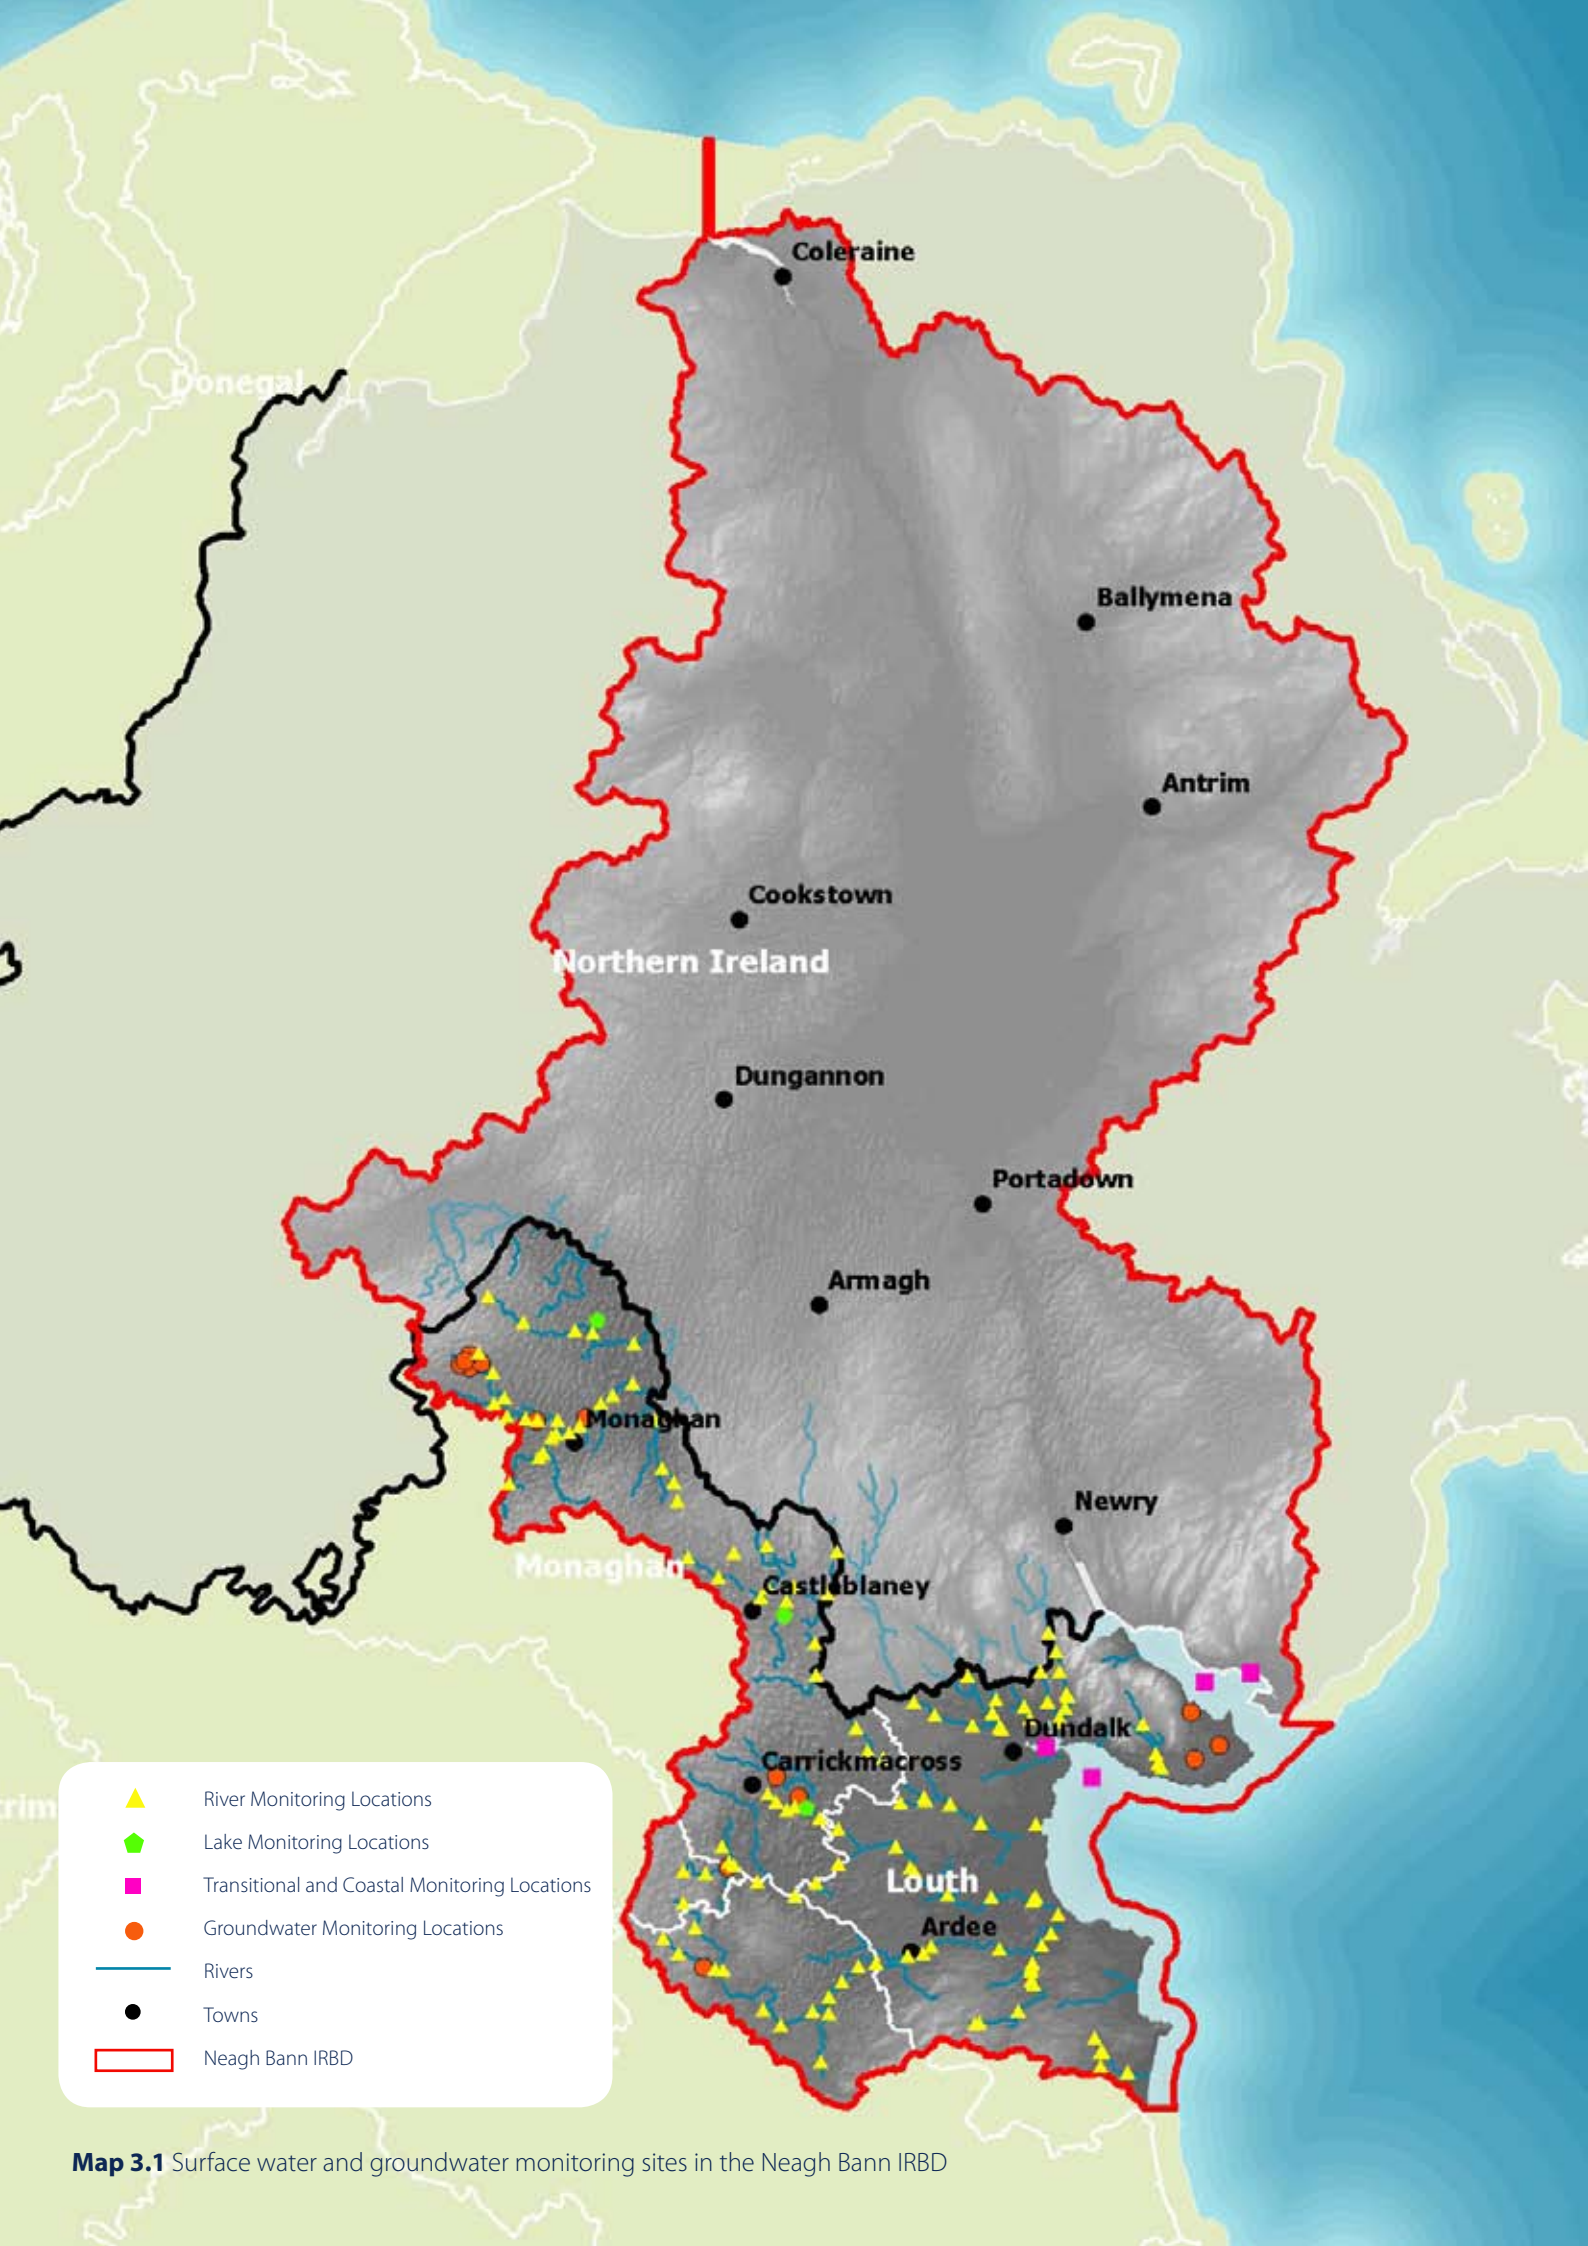 Coleraine
Donegal
Ballymena
Antrim
Cookstown
Northern Ireland
Dungannon
Portadown
Armagh
Monaghan
Newry
Monaghan
Castleblaney
Dundalk
Carrickmacross
Louth
Ardee
River Monitoring Locations
Lake Monitoring Locations
Transitional and Coastal Monitoring Locations
Groundwater Monitoring Locations
Rivers
Towns
Neagh Bann IRBD
Map 3.1 Surface water and groundwater monitoring sites in the Neagh Bann IRBD